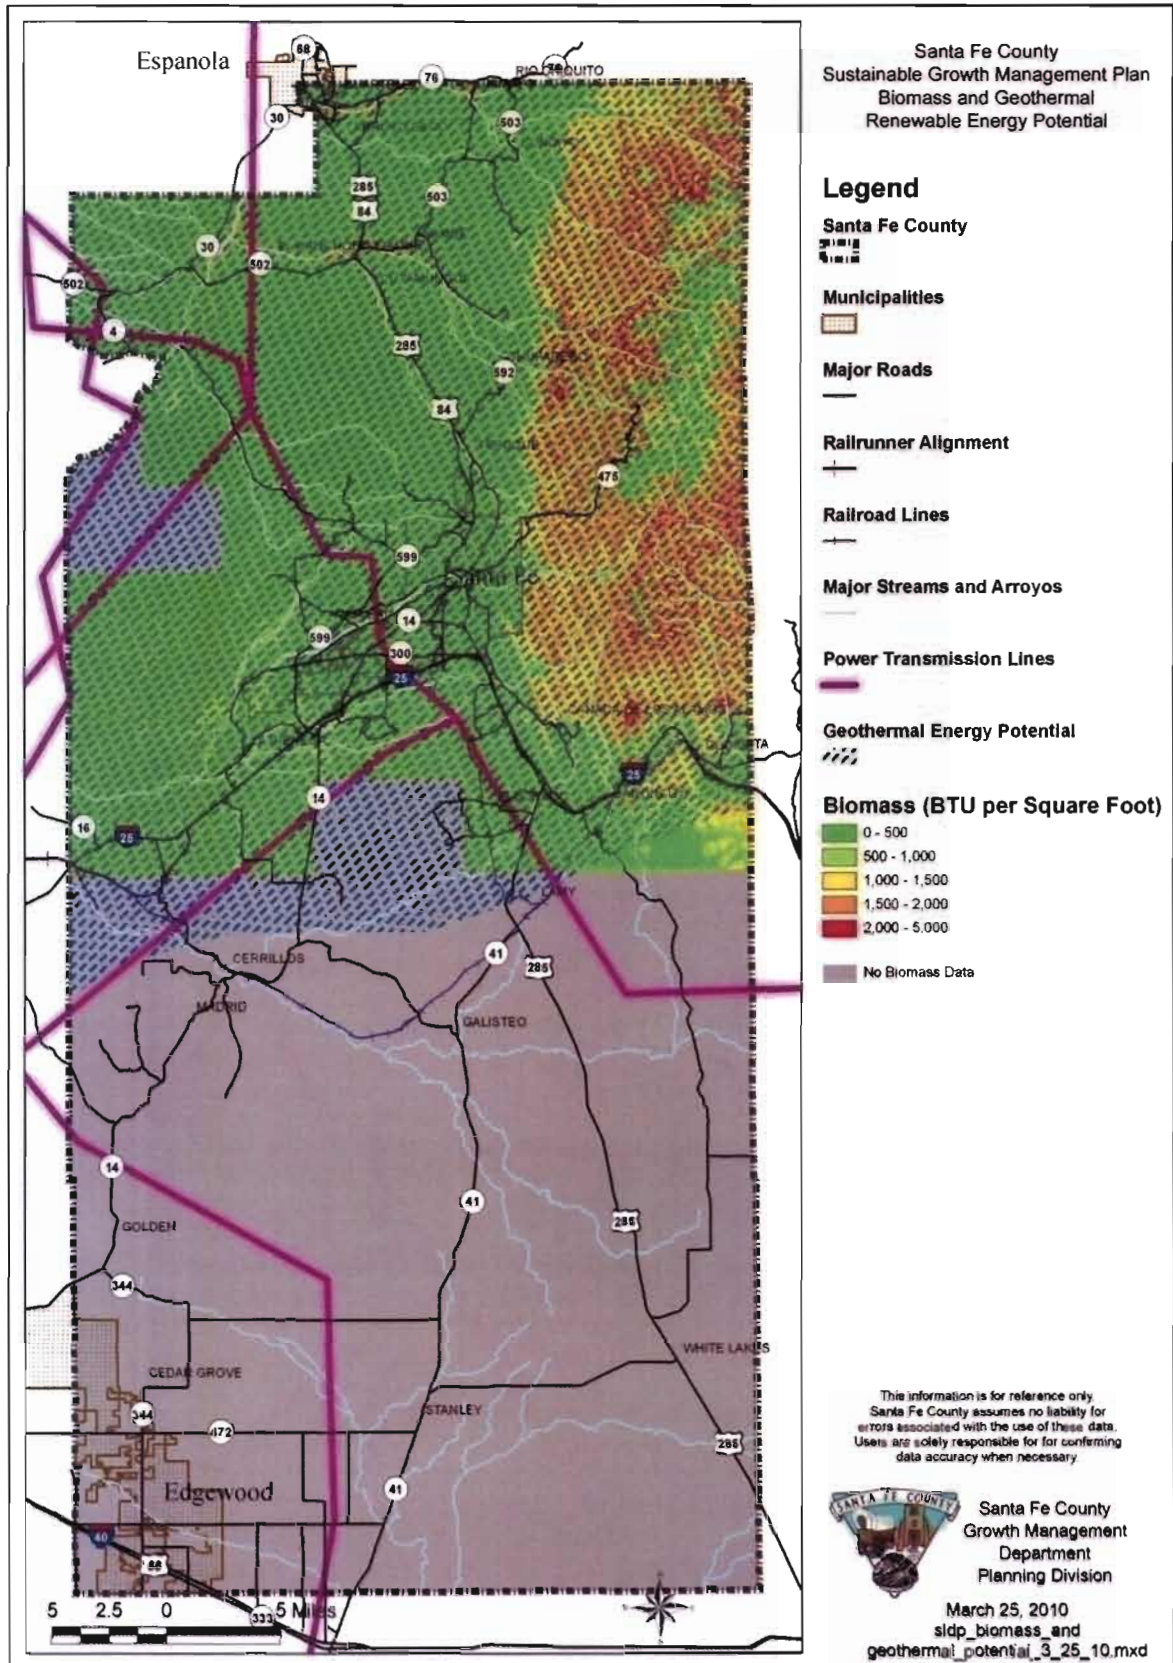 Santa Fe County
Sustainable Growth Management Plan
Biomass and Geothermal
Renewable Energy Potential
Legend
Santa Fe County
Municipalities
Major Roads
Railrunner Alignment
Railroad Lines
Major Streams and Arroyos
Power Transmission Lines
Geothermal Energy Potential
Biomass (BTU per Square Foot)
0 - 500
500 - 1,000
1,000 - 1,500
1,500 - 2,000
2,000 - 5,000
No Biomass Data
Espanola
68
76
30
503
285
84
503
30
502
502
4
285
592
84
475
599
Santa Fe
14
599
300
25
25
14
16
25
LAMY
CERRILLOS
41
285
MADRID
GALISTEO
14
41
285
GOLDEN
344
WHITE LAKES
CEDAR GROVE
344
STANLEY
472
285
Edgewood
41
40
66
333
5 2.5 0 5 Miles
This information is for reference only.
Santa Fe County assumes no liability for
errors associated with the use of these data.
Users are solely responsible for for confirming
data accuracy when necessary.
SANTA FE COUNTY
Santa Fe County
Growth Management
Department
Planning Division
March 25, 2010
sldp_biomass_and
geothermal_potential_3_25_10.mxd